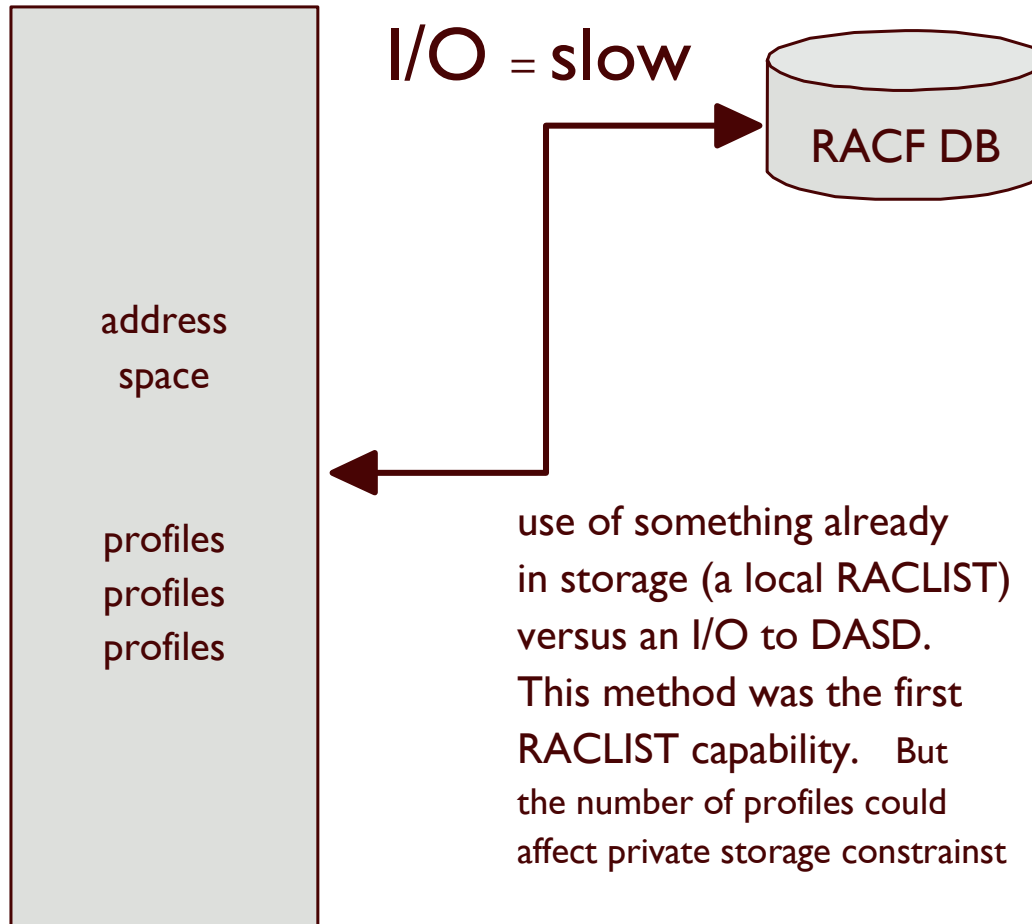 I/O = slow
RACF DB
address
space
profiles
profiles
profiles
use of something already
in storage (a local RACLIST)
versus an I/O to DASD.
This method was the first
RACLIST capability. But
the number of profiles could
affect private storage constrainst